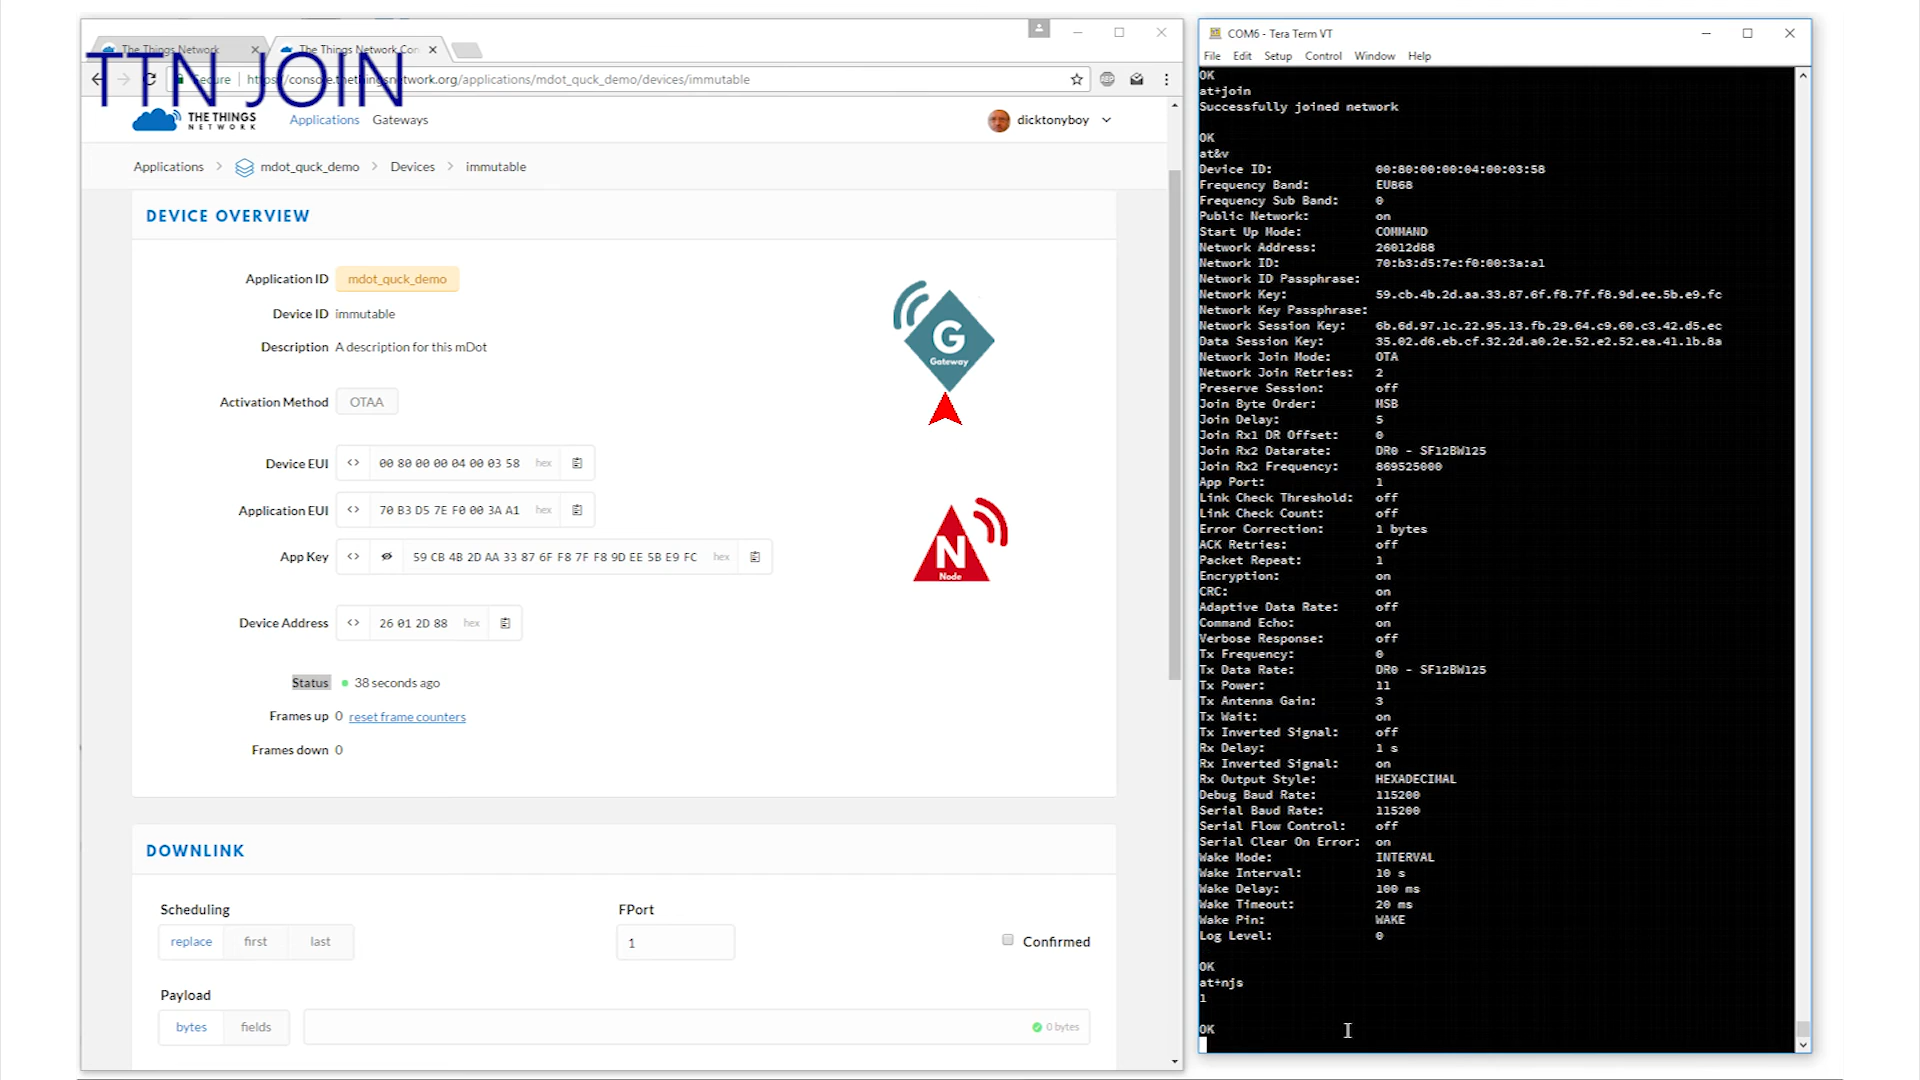 TTN JOIN
The Things Network
The Things Network Con
Secure
https://console.thethingsnetwork.org/applications/mdot_quck_demo/devices/immutable
THE THINGS
NETWORK
Applications Gateways
dicktonyboy
Applications > mdot_quck_demo > Devices > immutable
DEVICE OVERVIEW
Application ID mdot_quck_demo
Device ID immutable
Description A description for this mDot
Activation Method OTAA
Device EUI <> 00 80 00 00 04 00 03 58 hex
Application EUI <> 70 B3 D5 7E F0 00 3A A1 hex
App Key <> 59 CB 4B 2D AA 33 87 6F F8 7F F8 9D EE 5B E9 FC hex
Device Address <> 26 01 2D 88 hex
Status 38 seconds ago
Frames up 0 reset frame counters
Frames down 0
G
Gateway
N
Node
DOWNLINK
Scheduling
replace first last
FPort
1
Confirmed
Payload
bytes fields
0 bytes
COM6 - Tera Term VT
File Edit Setup Control Window Help
OK
at+join
Successfully joined network
OK
at&v
Device ID: 00:80:00:00:04:00:03:58
Frequency Band: EU868
Frequency Sub Band: 0
Public Network: on
Start Up Mode: COMMAND
Network Address: 26012d88
Network ID: 70:b3:d5:7e:f0:00:3a:a1
Network ID Passphrase:
Network Key: 59.cb.4b.2d.aa.33.87.6f.f8.7f.f8.9d.ee.5b.e9.fc
Network Key Passphrase:
Network Session Key: 6b.6d.97.1c.22.95.13.fb.29.64.c9.60.c3.42.d5.ec
Data Session Key: 35.02.d6.eb.cf.32.2d.a0.2e.52.e2.52.ea.41.1b.8a
Network Join Mode: OTA
Network Join Retries: 2
Preserve Session: off
Join Byte Order: MSB
Join Delay: 5
Join Rx1 DR Offset: 0
Join Rx2 Datarate: DR0 - SF12BW125
Join Rx2 Frequency: 869525000
App Port: 1
Link Check Threshold: off
Link Check Count: off
Error Correction: 1 bytes
ACK Retries: off
Packet Repeat: 1
Encryption: on
CRC: on
Adaptive Data Rate: off
Command Echo: on
Verbose Response: off
Tx Frequency: 0
Tx Data Rate: DR0 - SF12BW125
Tx Power: 11
Tx Antenna Gain: 3
Tx Wait: on
Tx Inverted Signal: off
Rx Delay: 1 s
Rx Inverted Signal: on
Rx Output Style: HEXADECIMAL
Debug Baud Rate: 115200
Serial Baud Rate: 115200
Serial Flow Control: off
Serial Clear On Error: on
Wake Mode: INTERVAL
Wake Interval: 10 s
Wake Delay: 100 ms
Wake Timeout: 20 ms
Wake Pin: WAKE
Log Level: 0
OK
at+njs
1
OK